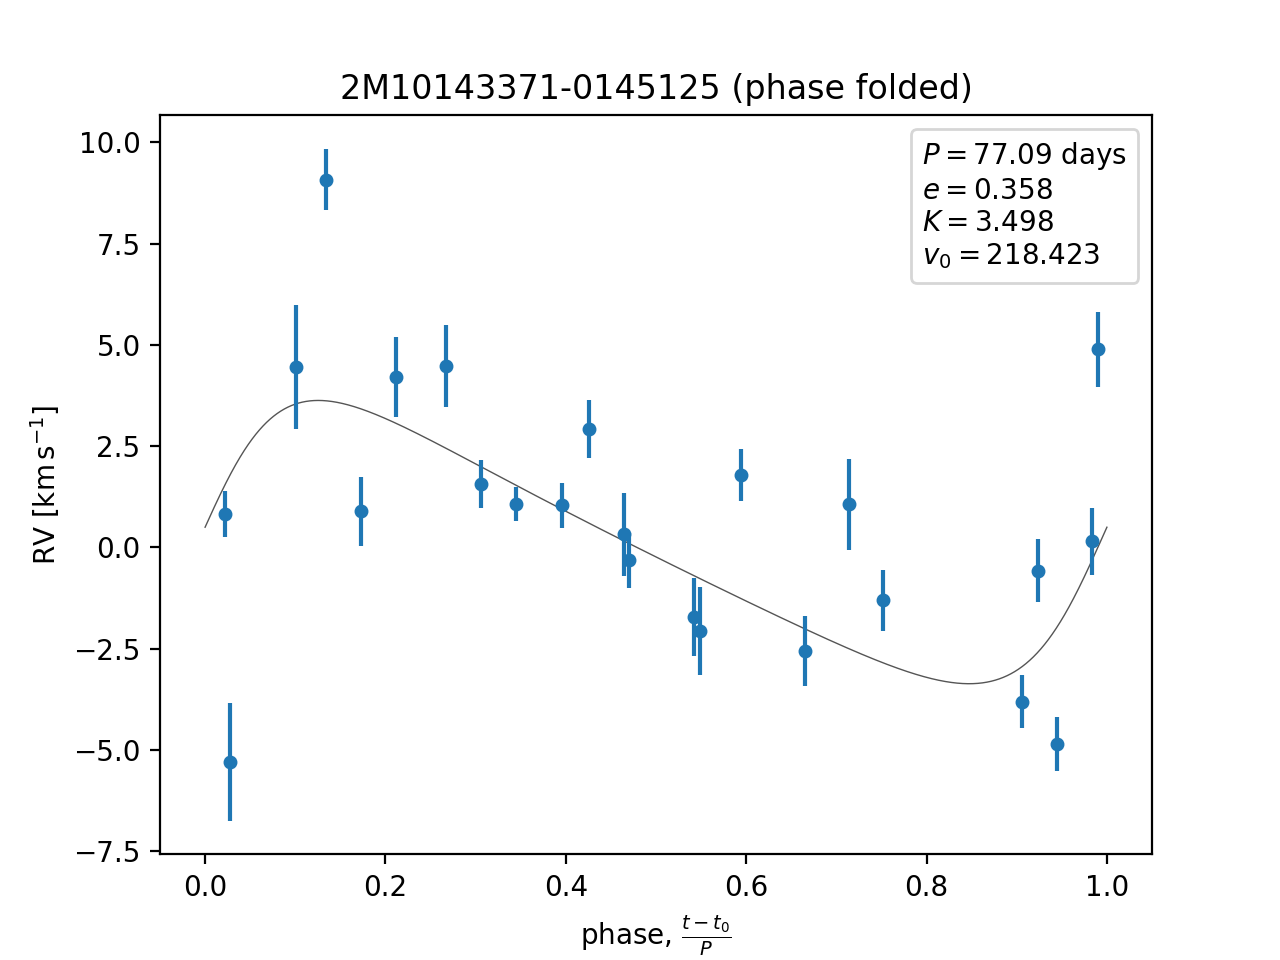 2M10143371-0145125 (phase folded)
P = 77.09 days
e = 0.358
K = 3.498
v₀ = 218.423
10.0
7.5
5.0
2.5
0.0
−2.5
−5.0
−7.5
RV [km s⁻¹]
0.0 0.2 0.4 0.6 0.8 1.0
phase, (t − t₀)/P